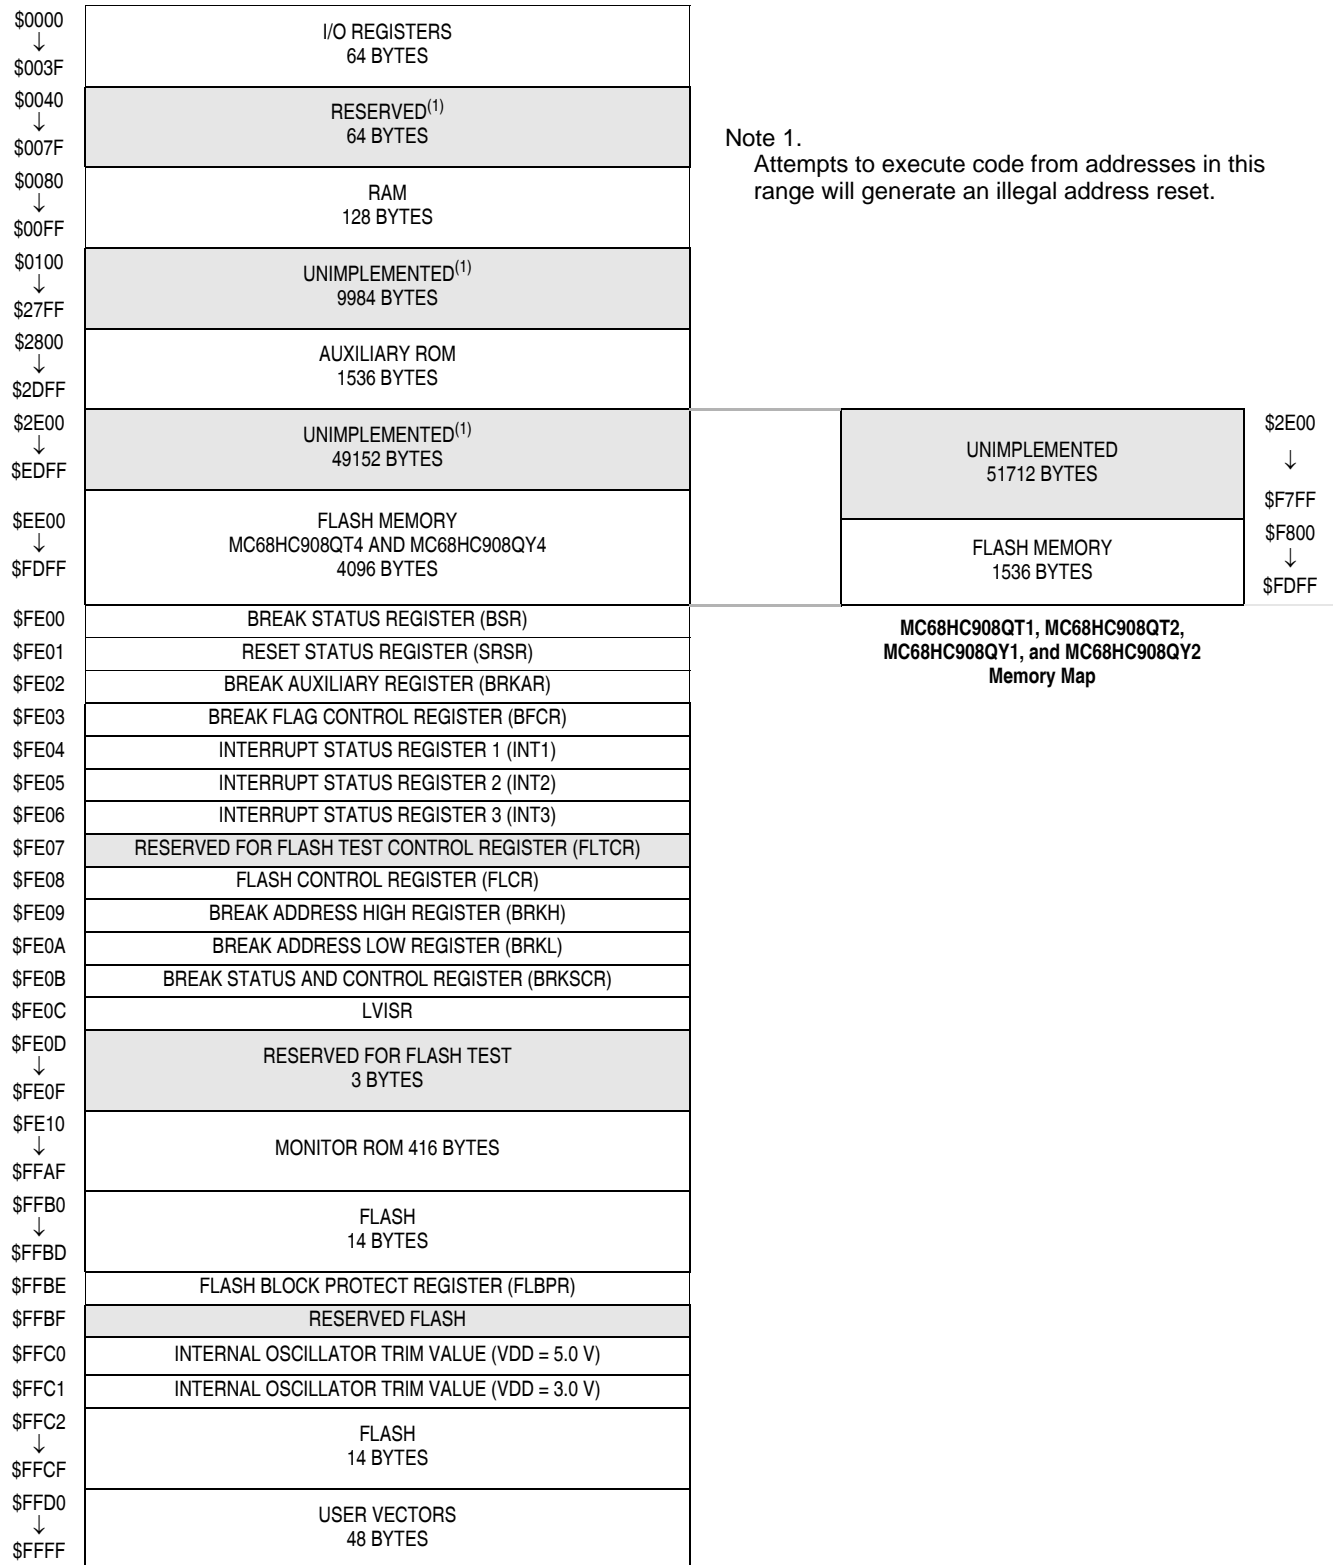 $0000
↓
$003F
I/O REGISTERS
64 BYTES
$0040
↓
$007F
RESERVED(1)
64 BYTES
Note 1.
Attempts to execute code from addresses in this
range will generate an illegal address reset.
$0080
↓
$00FF
RAM
128 BYTES
$0100
↓
$27FF
UNIMPLEMENTED(1)
9984 BYTES
$2800
↓
$2DFF
AUXILIARY ROM
1536 BYTES
$2E00
↓
$EDFF
UNIMPLEMENTED(1)
49152 BYTES
UNIMPLEMENTED
51712 BYTES
$2E00
↓
$F7FF
$EE00
↓
$FDFF
FLASH MEMORY
MC68HC908QT4 AND MC68HC908QY4
4096 BYTES
FLASH MEMORY
1536 BYTES
$F800
↓
$FDFF
MC68HC908QT1, MC68HC908QT2,
MC68HC908QY1, and MC68HC908QY2
Memory Map
$FE00 BREAK STATUS REGISTER (BSR)
$FE01 RESET STATUS REGISTER (SRSR)
$FE02 BREAK AUXILIARY REGISTER (BRKAR)
$FE03 BREAK FLAG CONTROL REGISTER (BFCR)
$FE04 INTERRUPT STATUS REGISTER 1 (INT1)
$FE05 INTERRUPT STATUS REGISTER 2 (INT2)
$FE06 INTERRUPT STATUS REGISTER 3 (INT3)
$FE07 RESERVED FOR FLASH TEST CONTROL REGISTER (FLTCR)
$FE08 FLASH CONTROL REGISTER (FLCR)
$FE09 BREAK ADDRESS HIGH REGISTER (BRKH)
$FE0A BREAK ADDRESS LOW REGISTER (BRKL)
$FE0B BREAK STATUS AND CONTROL REGISTER (BRKSCR)
$FE0C LVISR
$FE0D
↓
$FE0F
RESERVED FOR FLASH TEST
3 BYTES
$FE10
↓
$FFAF
MONITOR ROM 416 BYTES
$FFB0
↓
$FFBD
FLASH
14 BYTES
$FFBE FLASH BLOCK PROTECT REGISTER (FLBPR)
$FFBF RESERVED FLASH
$FFC0 INTERNAL OSCILLATOR TRIM VALUE (VDD = 5.0 V)
$FFC1 INTERNAL OSCILLATOR TRIM VALUE (VDD = 3.0 V)
$FFC2
↓
$FFCF
FLASH
14 BYTES
$FFD0
↓
$FFFF
USER VECTORS
48 BYTES